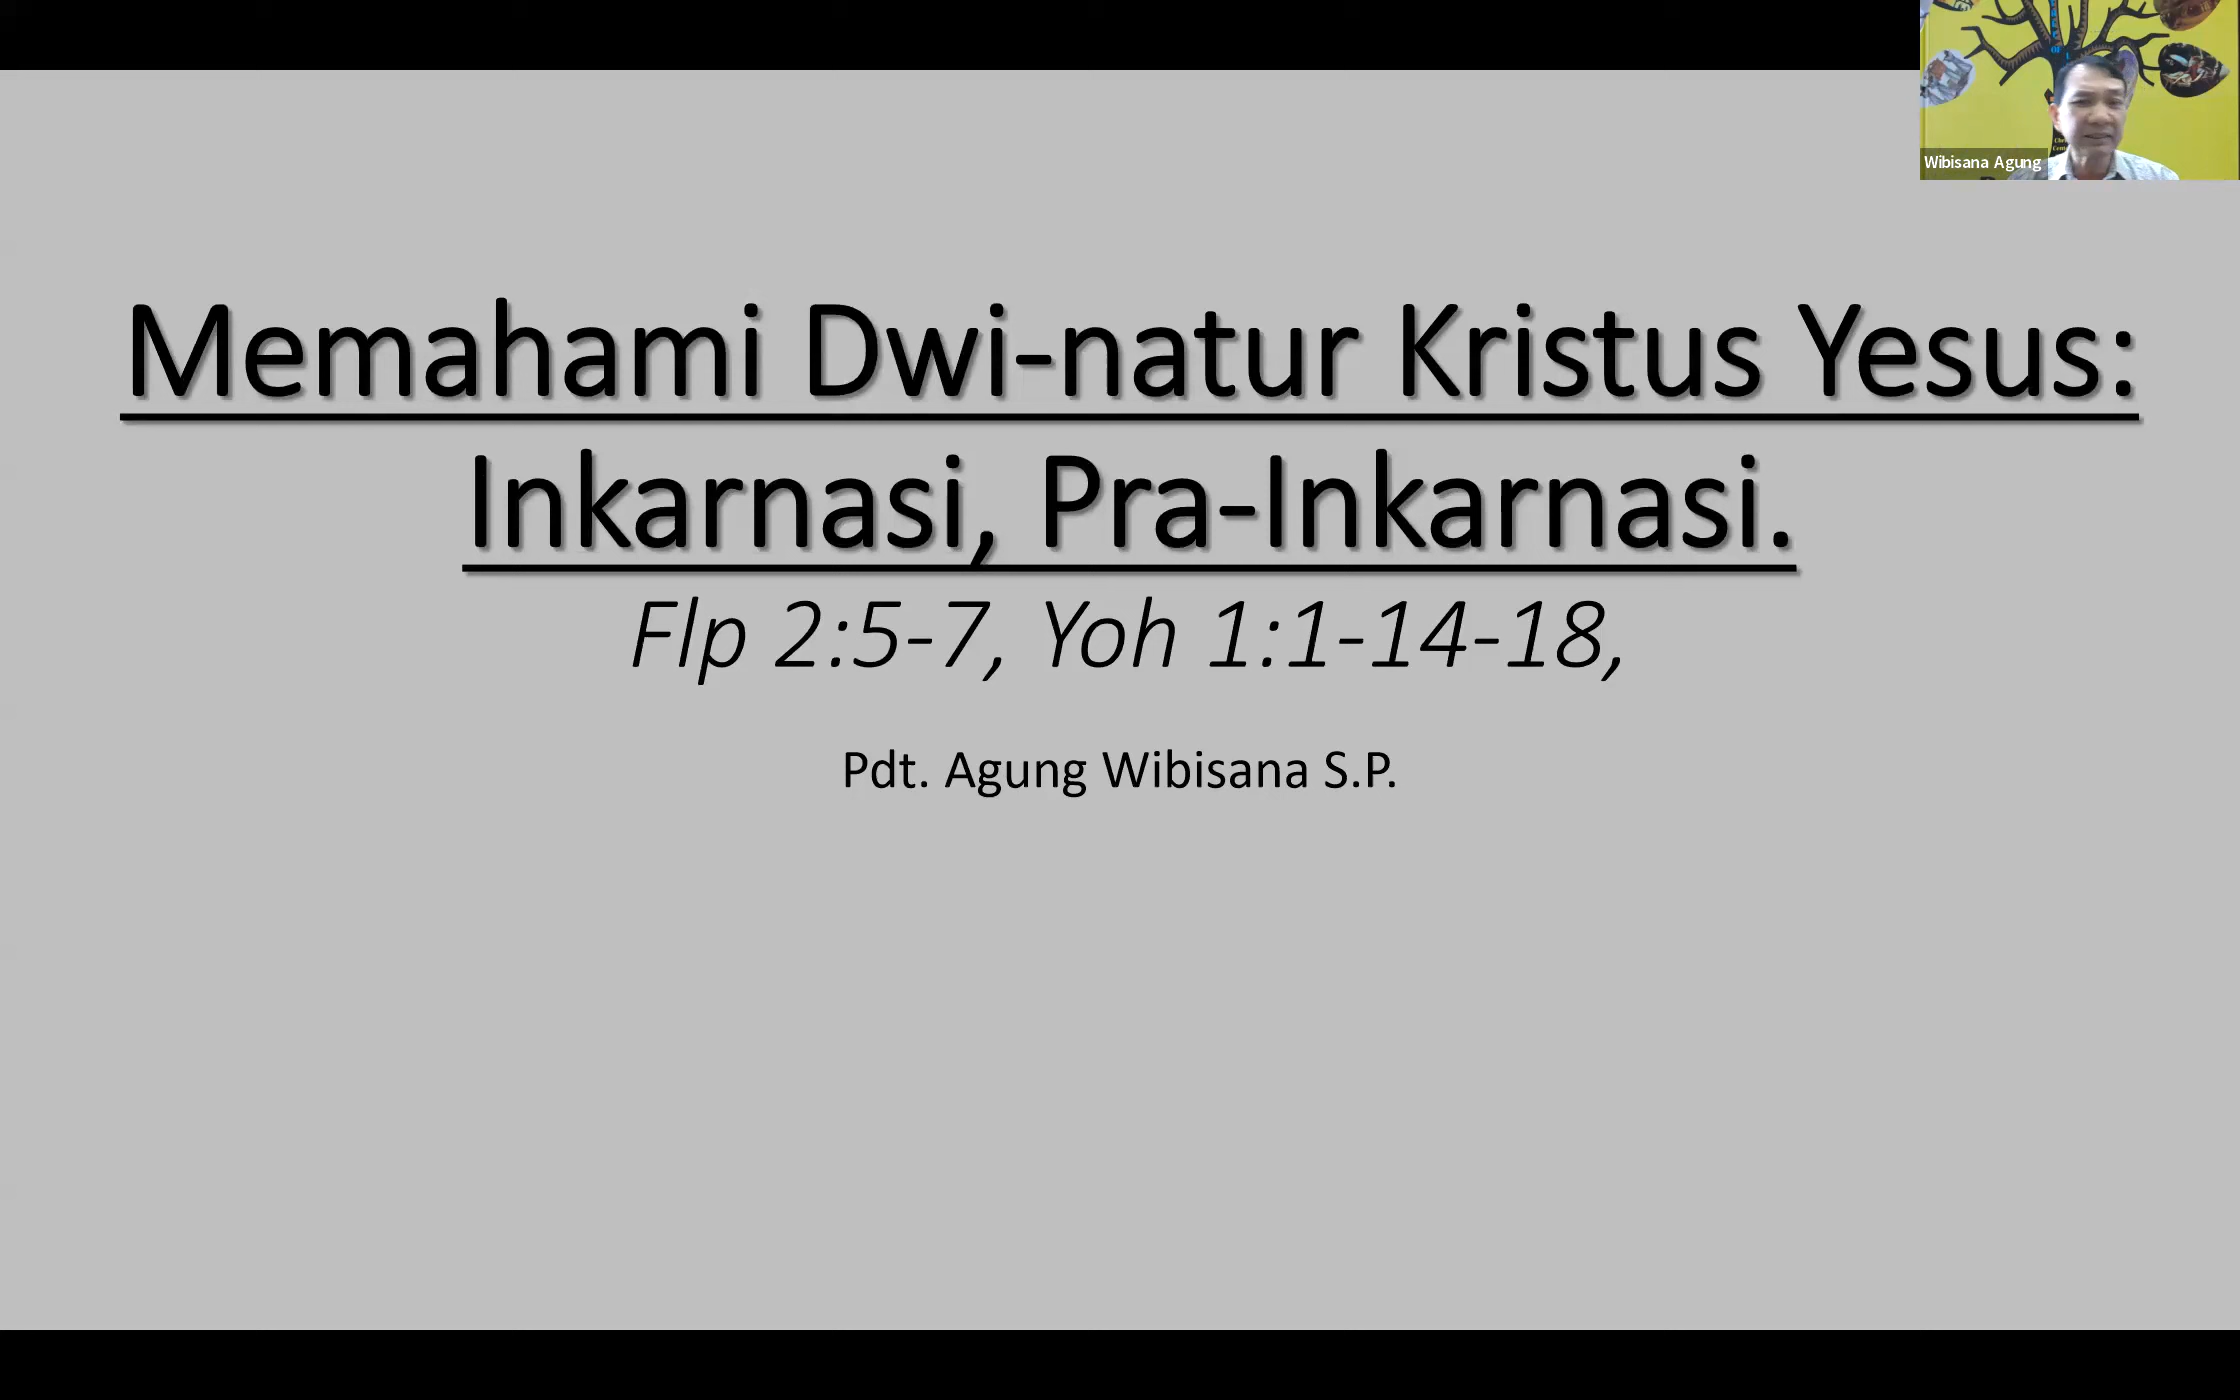 Wibisana Agung
Memahami Dwi-natur Kristus Yesus:
Inkarnasi, Pra-Inkarnasi.
Flp 2:5-7, Yoh 1:1-14-18,
Pdt. Agung Wibisana S.P.